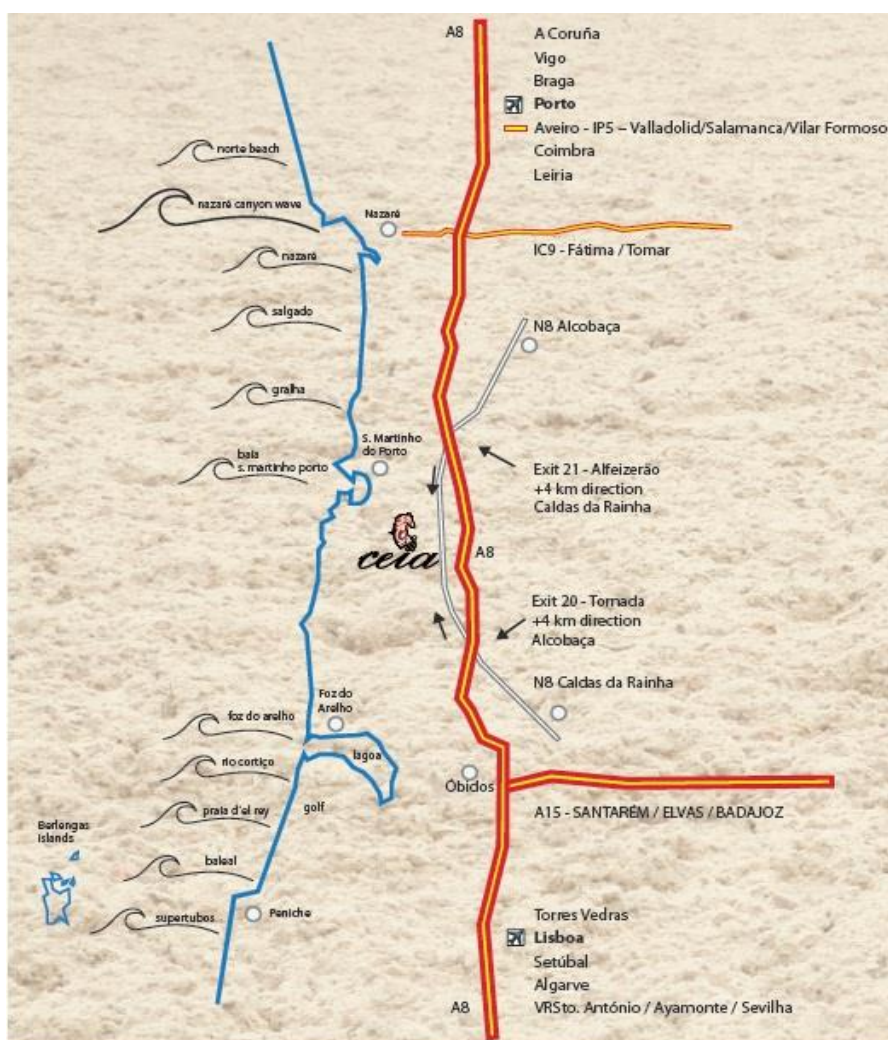 A8
A Coruña
Vigo
Braga
Porto
Aveiro - IP5 – Valladolid/Salamanca/Vilar Formoso
Coimbra
Leiria
norte beach
nazaré canyon wave
Nazaré
IC9 - Fátima / Tomar
nazaré
salgado
N8 Alcobaça
gralha
S. Martinho
do Porto
baía
s. martinho porto
Exit 21 - Alfeizerão
+4 km direction
Caldas da Rainha
ceia
A8
Exit 20 - Tornada
+4 km direction
Alcobaça
N8 Caldas da Rainha
Foz do
Arelho
foz do arelho
lagoa
rio cortiço
Óbidos
golf
praia d'el rey
A15 - SANTARÉM / ELVAS / BADAJOZ
Berlengas
islands
baleal
Peniche
supertubos
Torres Vedras
Lisboa
Setúbal
Algarve
A8
VRSto. António / Ayamonte / Sevilha